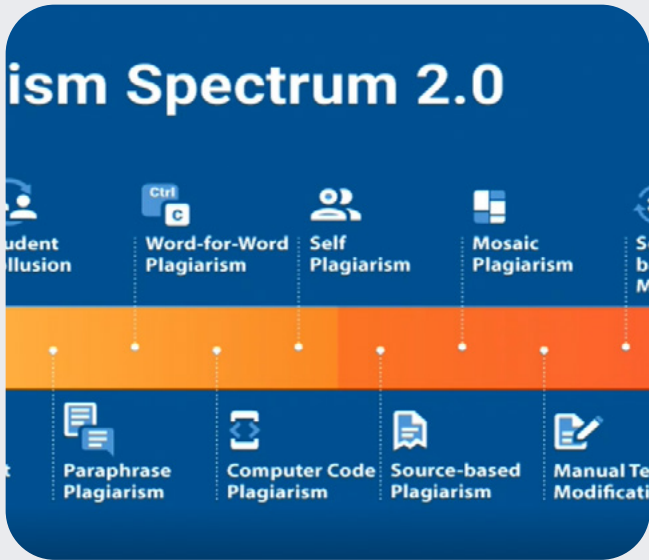 ism Spectrum 2.0
Ctrl
C
udent
llusion
Word-for-Word
Plagiarism
Self
Plagiarism
Mosaic
Plagiarism
S
b
M
t
Paraphrase
Plagiarism
Computer Code
Plagiarism
Source-based
Plagiarism
Manual Te
Modificati